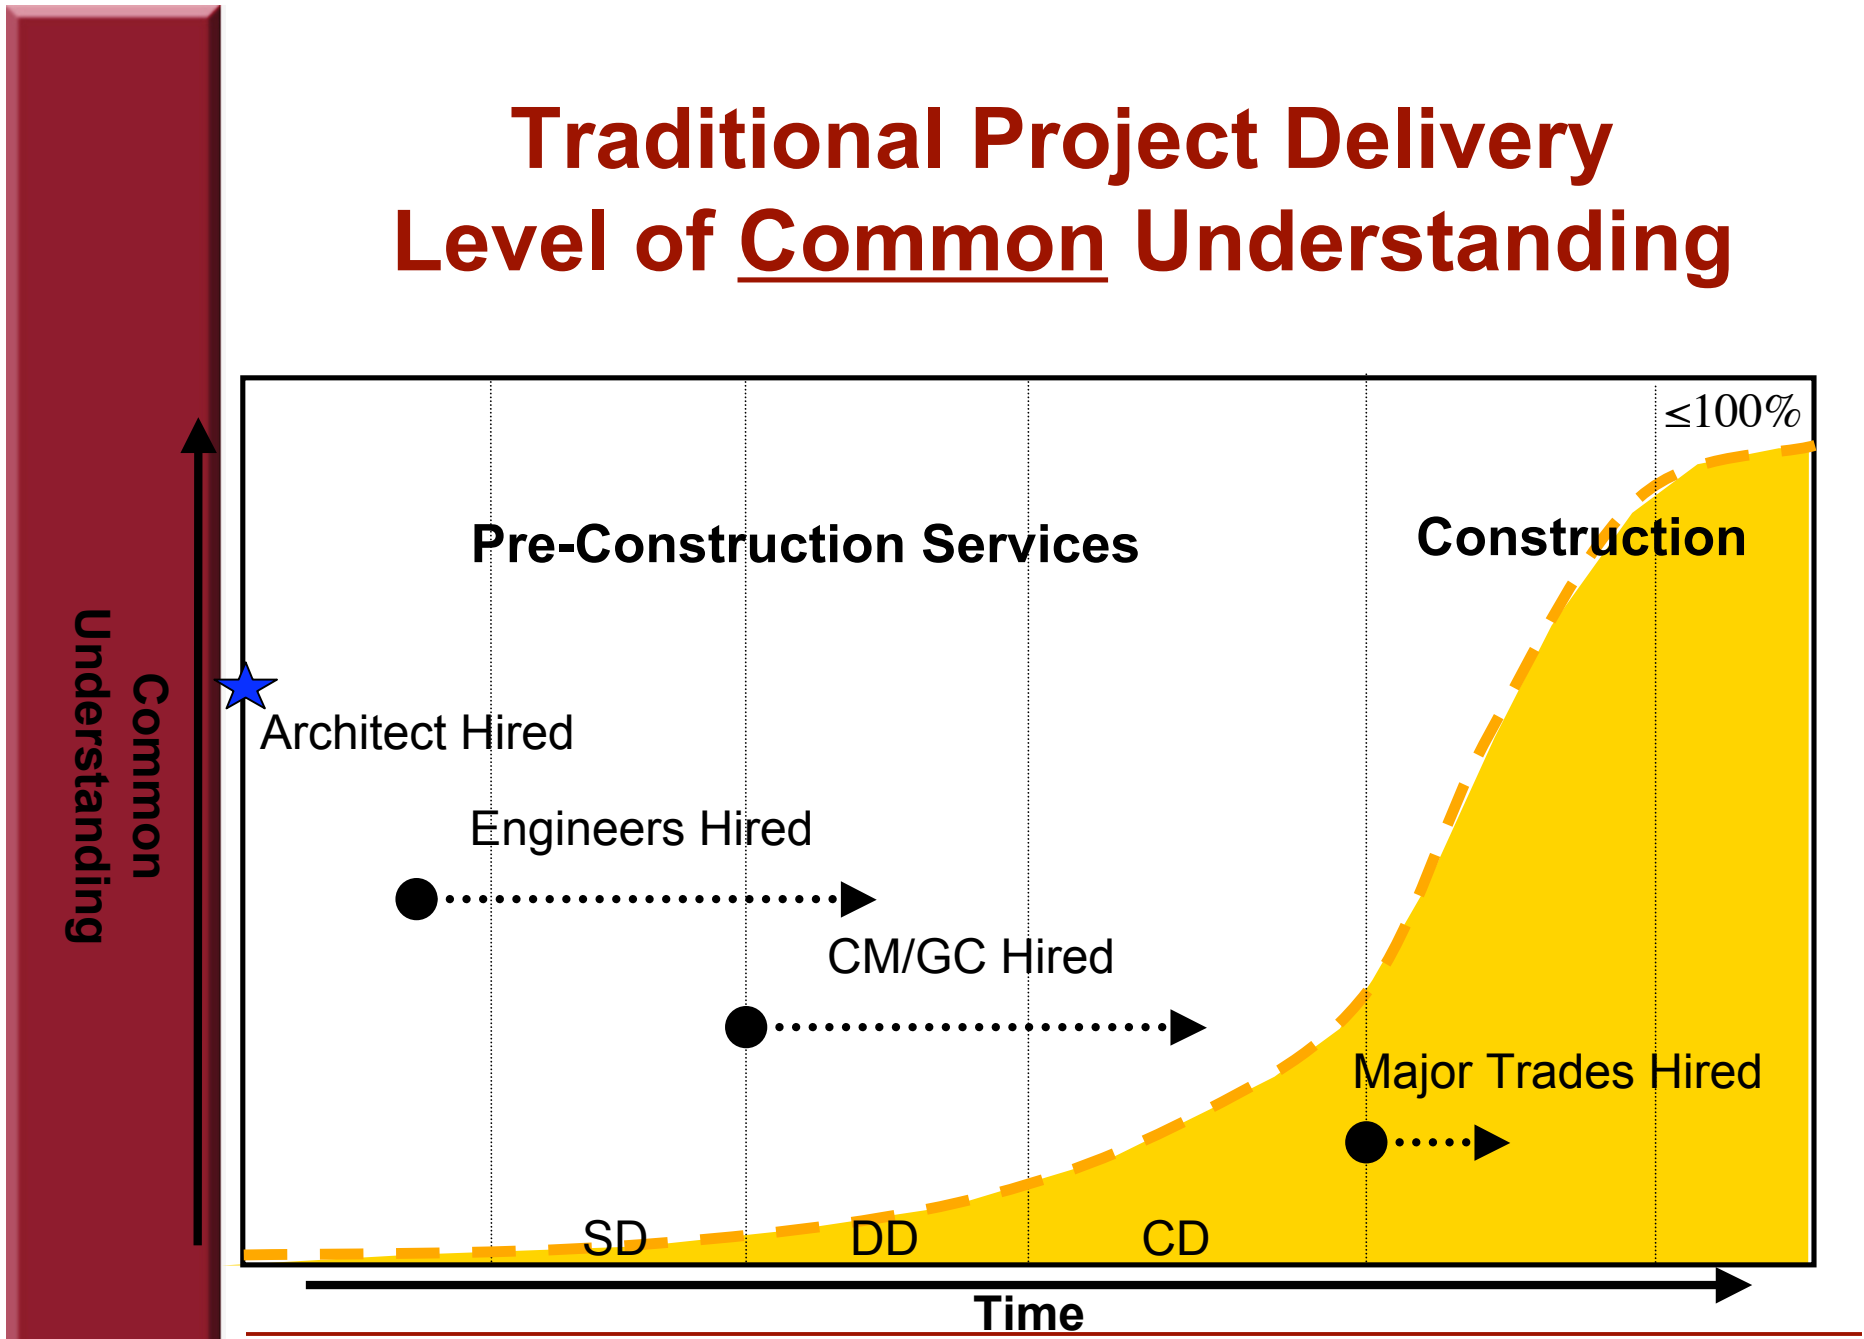 Traditional Project Delivery
Level of Common Understanding
≤100%
Pre-Construction Services
Construction
Common
Understanding
Architect Hired
Engineers Hired
CM/GC Hired
Major Trades Hired
SD
DD
CD
Time